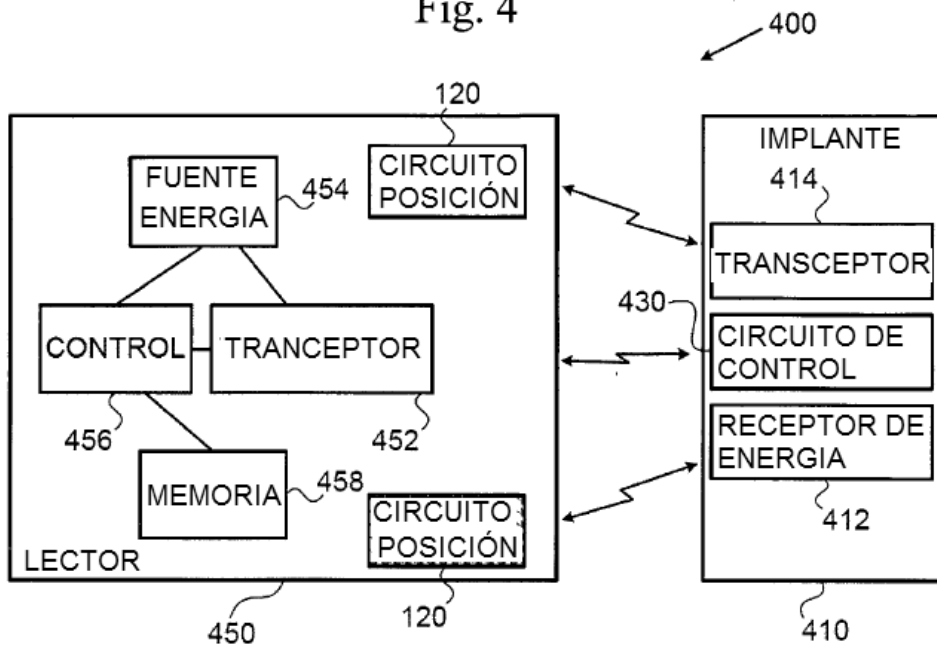 Fig. 4
400
120
CIRCUITO
POSICIÓN
FUENTE
ENERGIA
454
CONTROL
TRANCEPTOR
456
452
MEMORIA
458
CIRCUITO
POSICIÓN
LECTOR
450
120
IMPLANTE
414
TRANSCEPTOR
430
CIRCUITO DE
CONTROL
RECEPTOR DE
ENERGIA
412
410